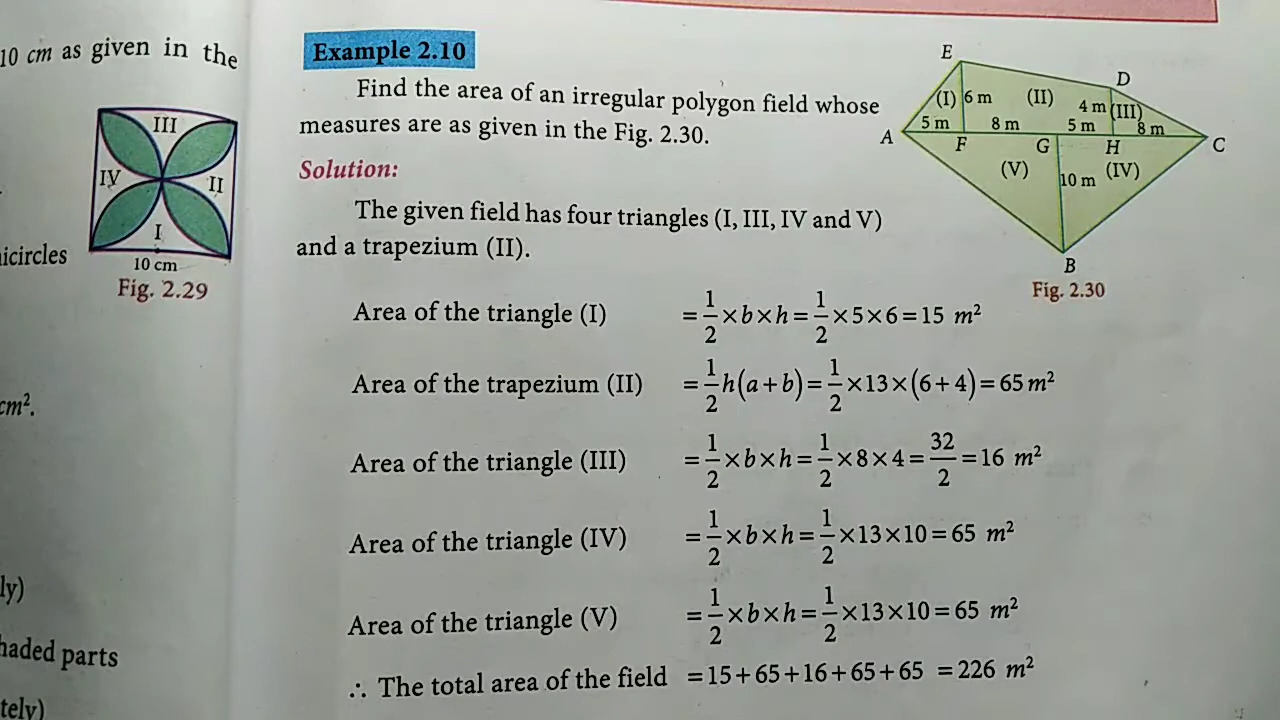 10 cm as given in the
III
IV
II
I
10 cm
Fig. 2.29
icircles
cm².
ly)
haded parts
tely)
Example 2.10
Find the area of an irregular polygon field whose
measures are as given in the Fig. 2.30.
Solution:
The given field has four triangles (I, III, IV and V)
and a trapezium (II).
E
D
(I) 6 m (II) 4 m (III)
5 m 8 m 5 m 8 m
A F G H C
(V) 10 m (IV)
B
Fig. 2.30
Area of the triangle (I) = 1/2 × b × h = 1/2 × 5 × 6 = 15 m²
Area of the trapezium (II) = 1/2 h(a + b) = 1/2 × 13 × (6 + 4) = 65 m²
Area of the triangle (III) = 1/2 × b × h = 1/2 × 8 × 4 = 32/2 = 16 m²
Area of the triangle (IV) = 1/2 × b × h = 1/2 × 13 × 10 = 65 m²
Area of the triangle (V) = 1/2 × b × h = 1/2 × 13 × 10 = 65 m²
∴ The total area of the field = 15 + 65 + 16 + 65 + 65 = 226 m²